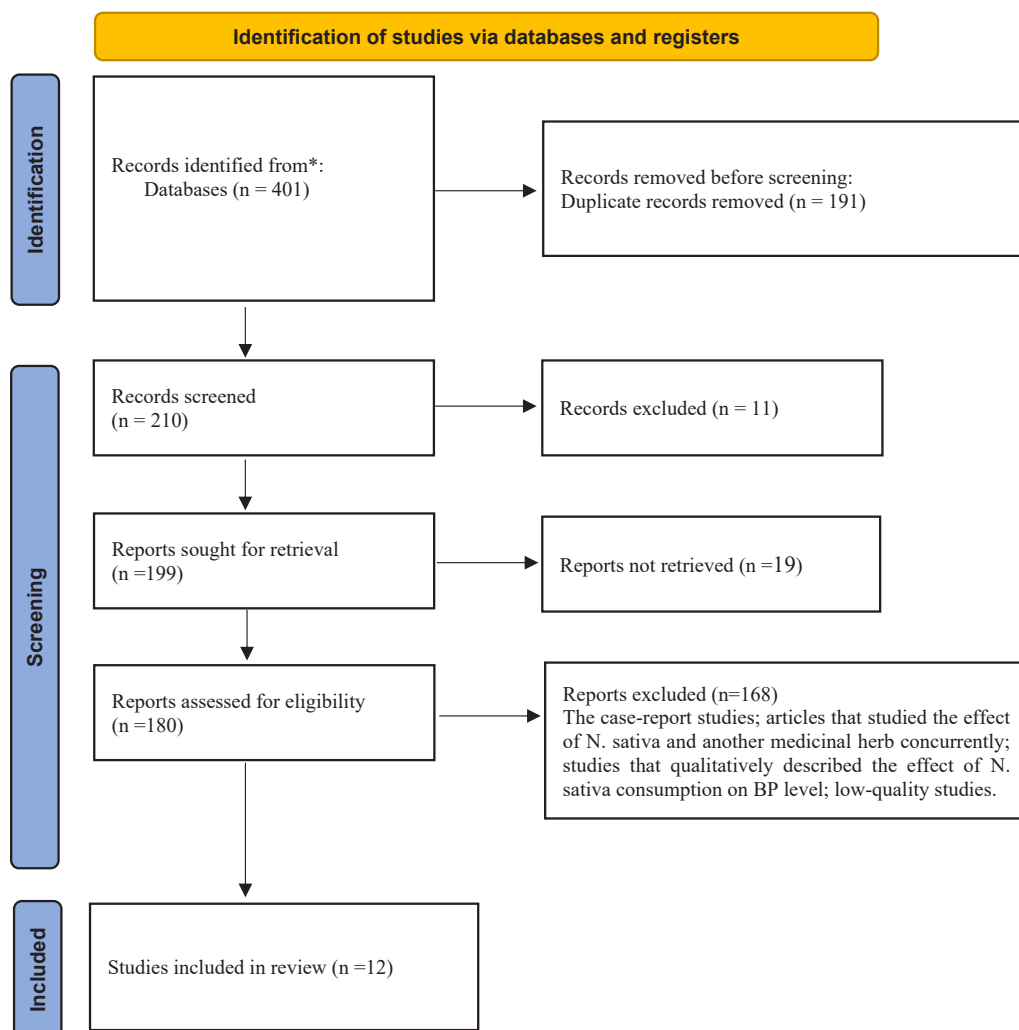 Identification of studies via databases and registers
Identification
Records identified from*:
Databases (n = 401)
Records removed before screening:
Duplicate records removed (n = 191)
Screening
Records screened
(n = 210)
Records excluded (n = 11)
Reports sought for retrieval
(n =199)
Reports not retrieved (n =19)
Reports assessed for eligibility
(n =180)
Reports excluded (n=168)
The case-report studies; articles that studied the effect
of N. sativa and another medicinal herb concurrently;
studies that qualitatively described the effect of N.
sativa consumption on BP level; low-quality studies.
Included
Studies included in review (n =12)